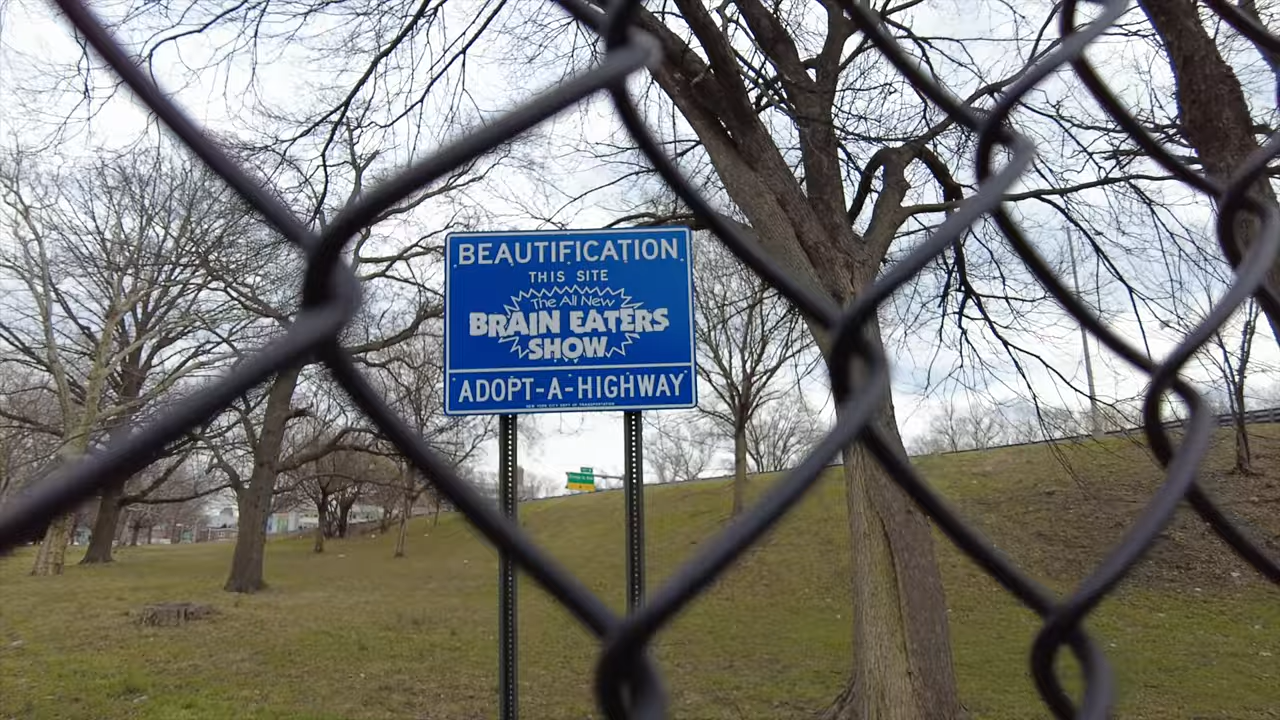 BEAUTIFICATION
THIS SITE
The All New
BRAIN EATERS
SHOW
ADOPT-A-HIGHWAY